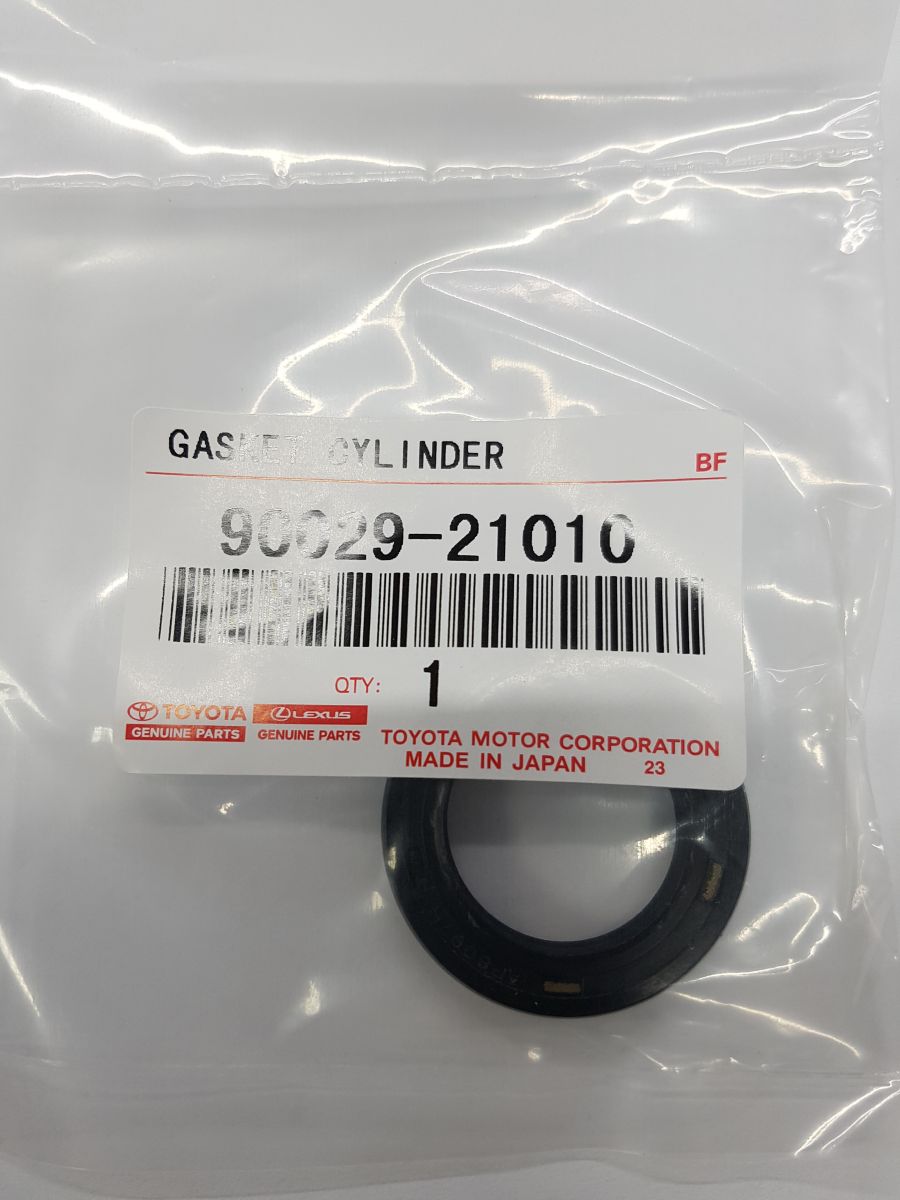 GASKET CYLINDER
BF
90029-21010
QTY: 1
TOYOTA LEXUS
GENUINE PARTS GENUINE PARTS
TOYOTA MOTOR CORPORATION
MADE IN JAPAN 23